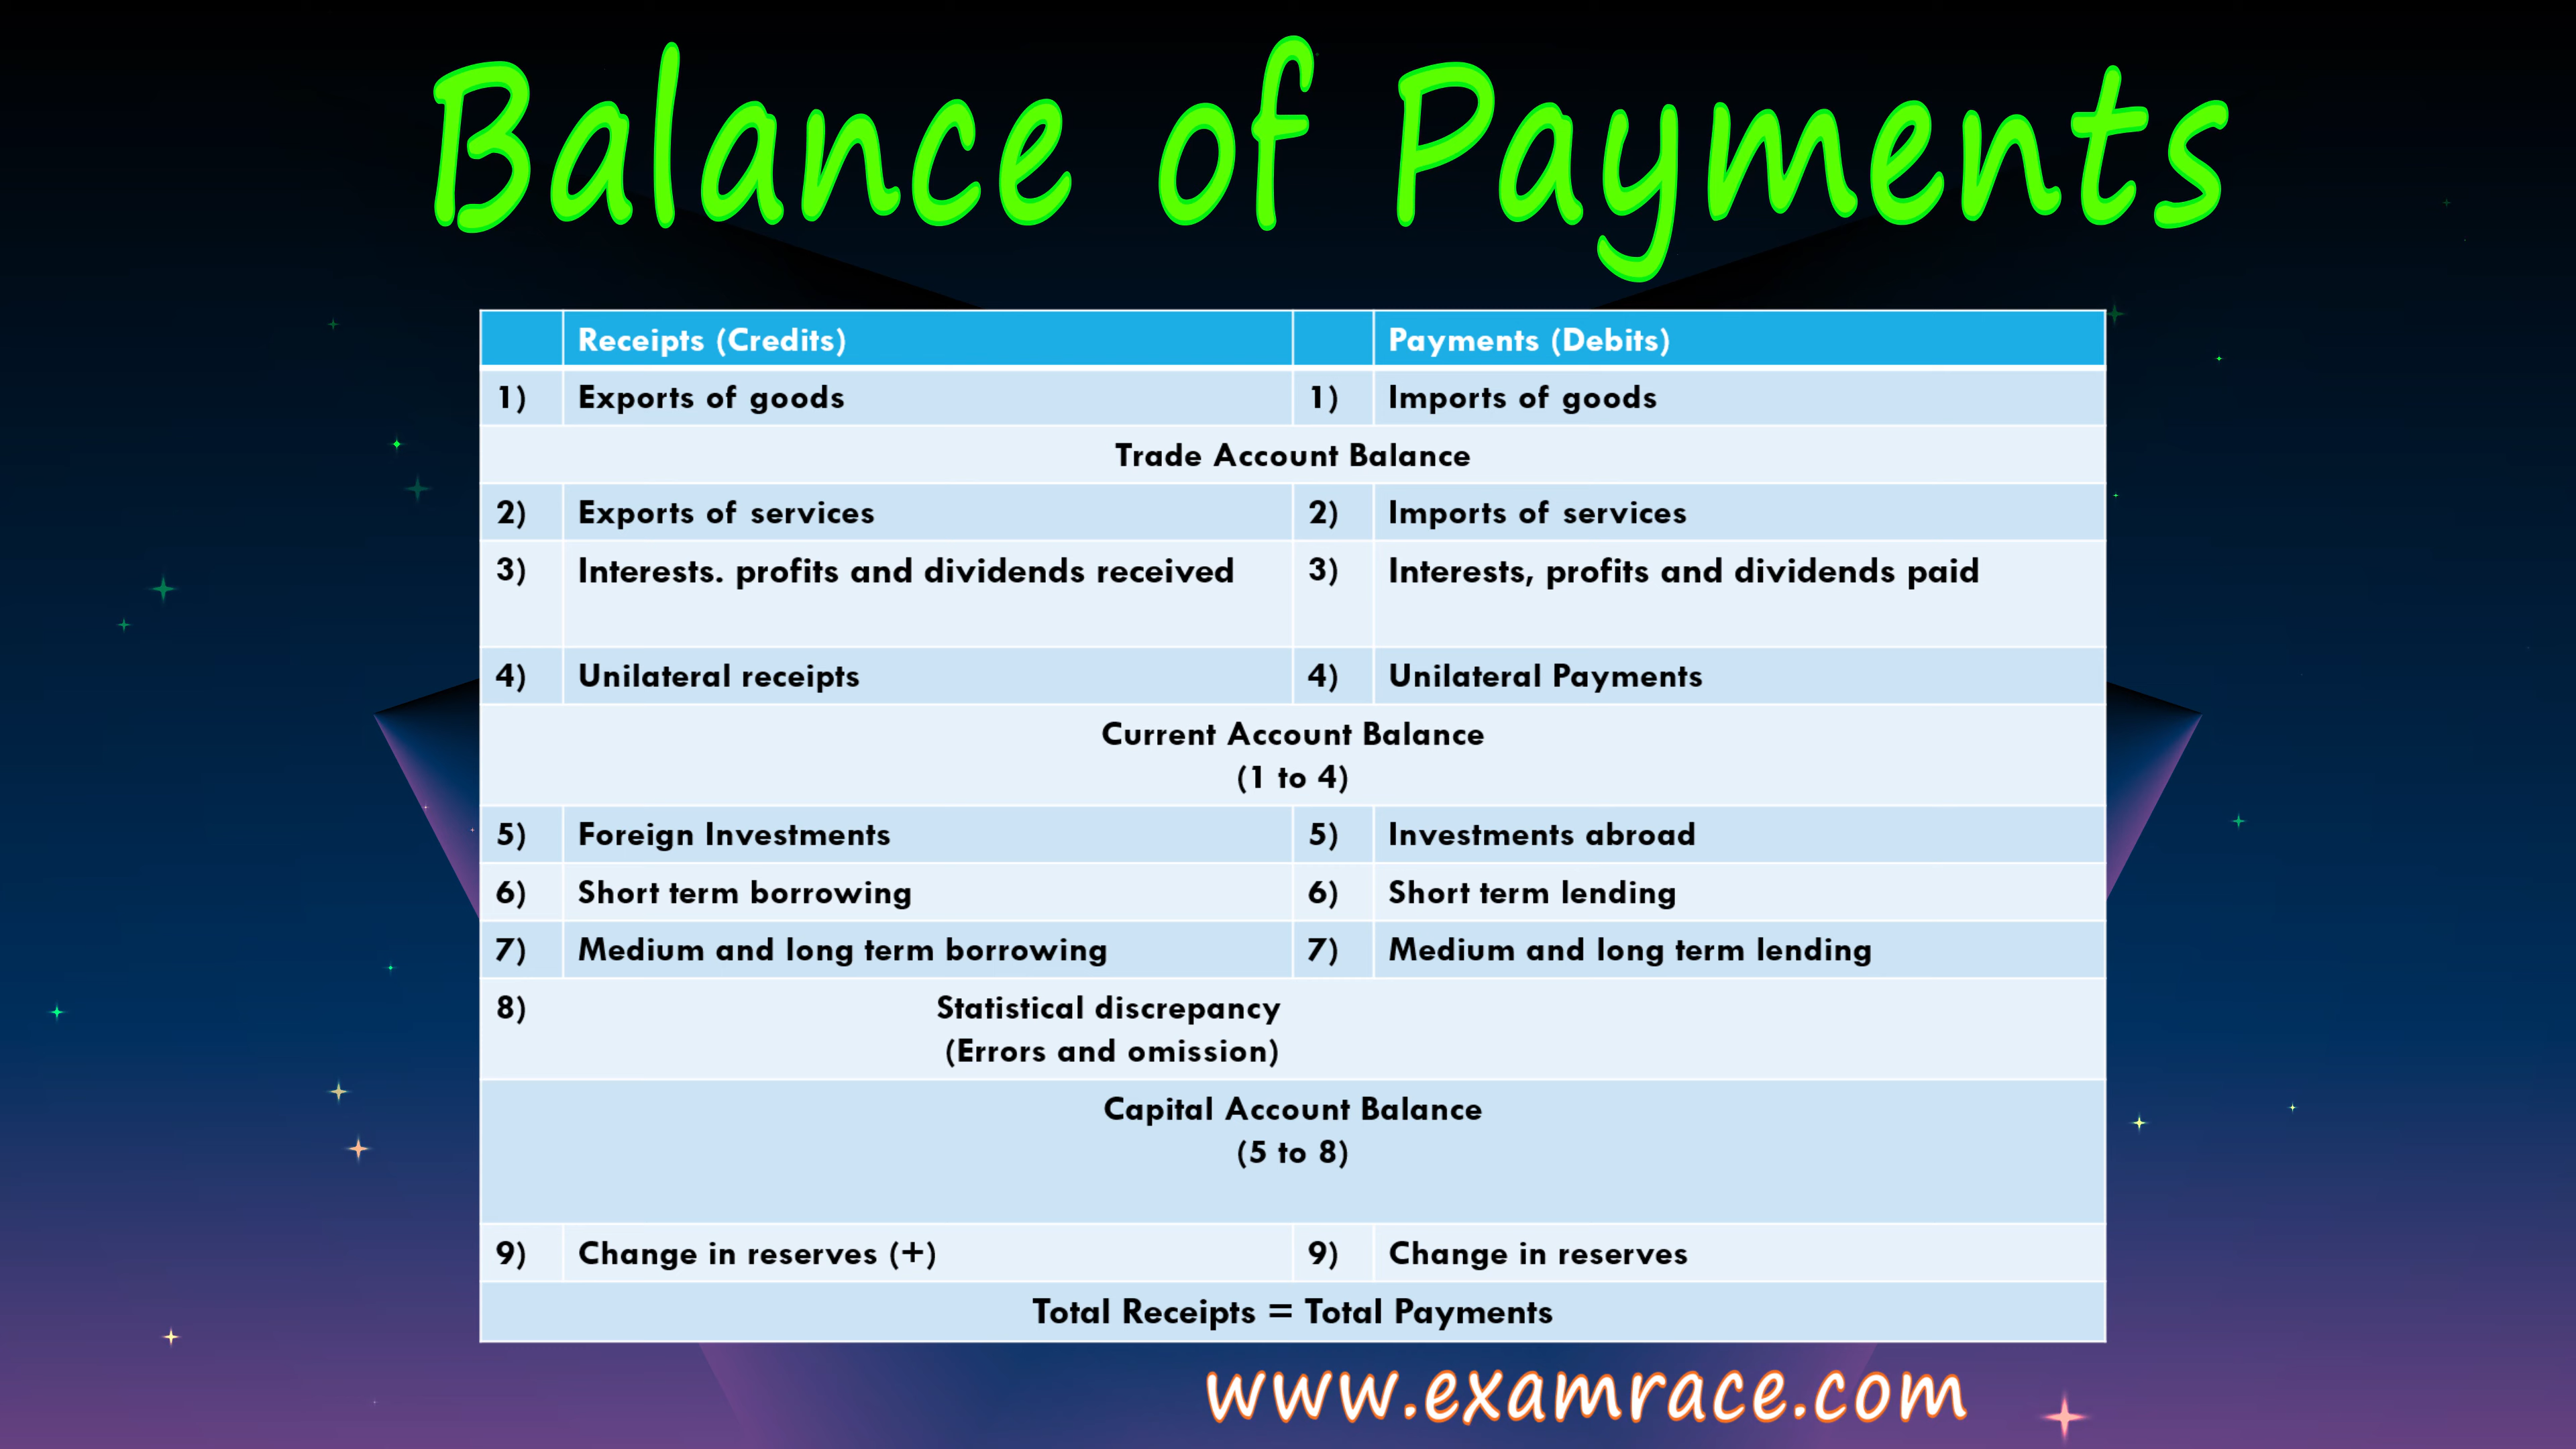 Balance of Payments
Receipts (Credits) Payments (Debits)
1) Exports of goods 1) Imports of goods
Trade Account Balance
2) Exports of services 2) Imports of services
3) Interests. profits and dividends received 3) Interests, profits and dividends paid
4) Unilateral receipts 4) Unilateral Payments
Current Account Balance
(1 to 4)
5) Foreign Investments 5) Investments abroad
6) Short term borrowing 6) Short term lending
7) Medium and long term borrowing 7) Medium and long term lending
8) Statistical discrepancy
(Errors and omission)
Capital Account Balance
(5 to 8)
9) Change in reserves (+) 9) Change in reserves
Total Receipts = Total Payments
www.examrace.com